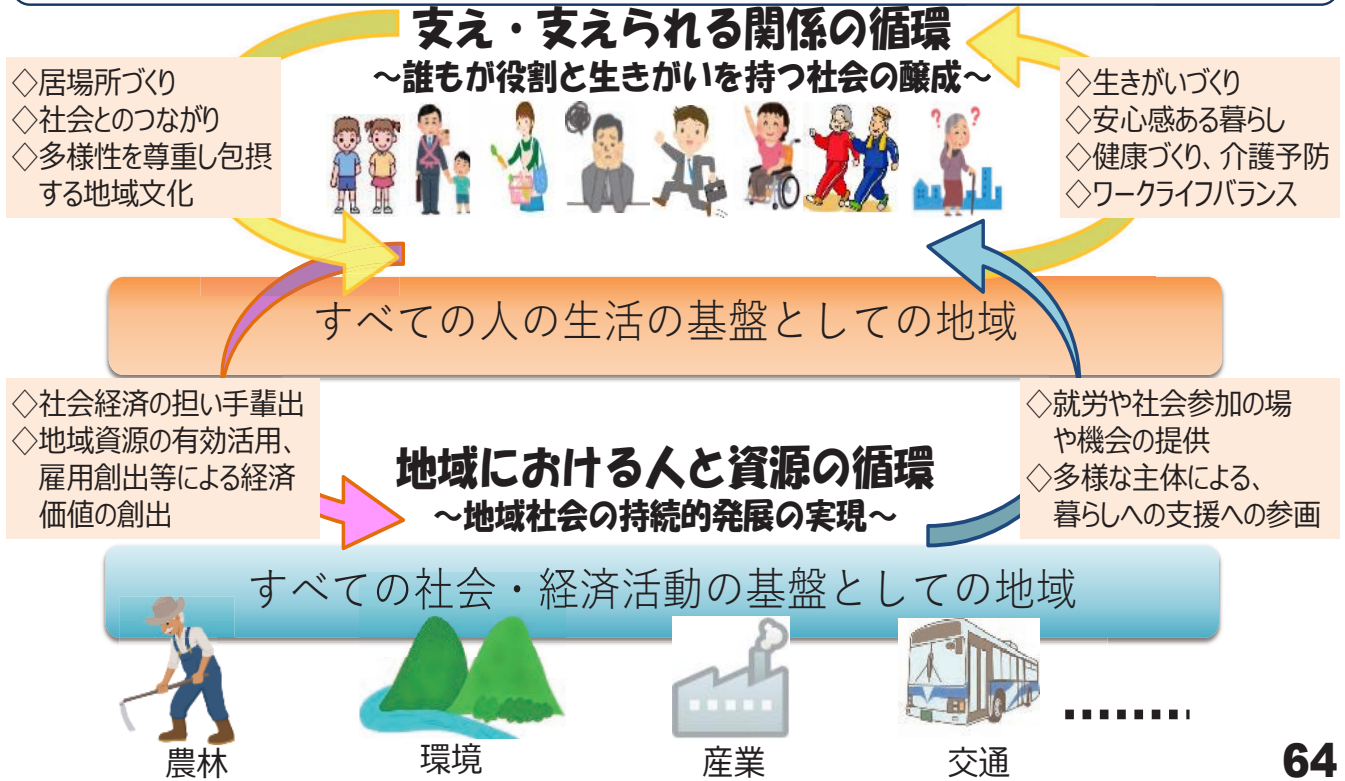 支え・支えられる関係の循環
～誰もが役割と生きがいを持つ社会の醸成～
◇居場所づくり
◇社会とのつながり
◇多様性を尊重し包摂
する地域文化
◇生きがいづくり
◇安心感ある暮らし
◇健康づくり、介護予防
◇ワークライフバランス
? ?
すべての人の生活の基盤としての地域
◇社会経済の担い手輩出
◇地域資源の有効活用、
雇用創出等による経済
価値の創出
地域における人と資源の循環
～地域社会の持続的発展の実現～
◇就労や社会参加の場
や機会の提供
◇多様な主体による、
暮らしへの支援への参画
すべての社会・経済活動の基盤としての地域
農林
環境
産業
交通
………
64